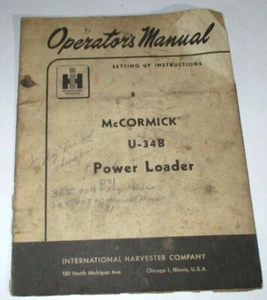 Operator's Manual
SETTING UP INSTRUCTIONS
McCORMICK
U-34B
Power Loader
891
INTERNATIONAL HARVESTER COMPANY
180 North Michigan Ave. Chicago 1, Illinois, U.S.A.